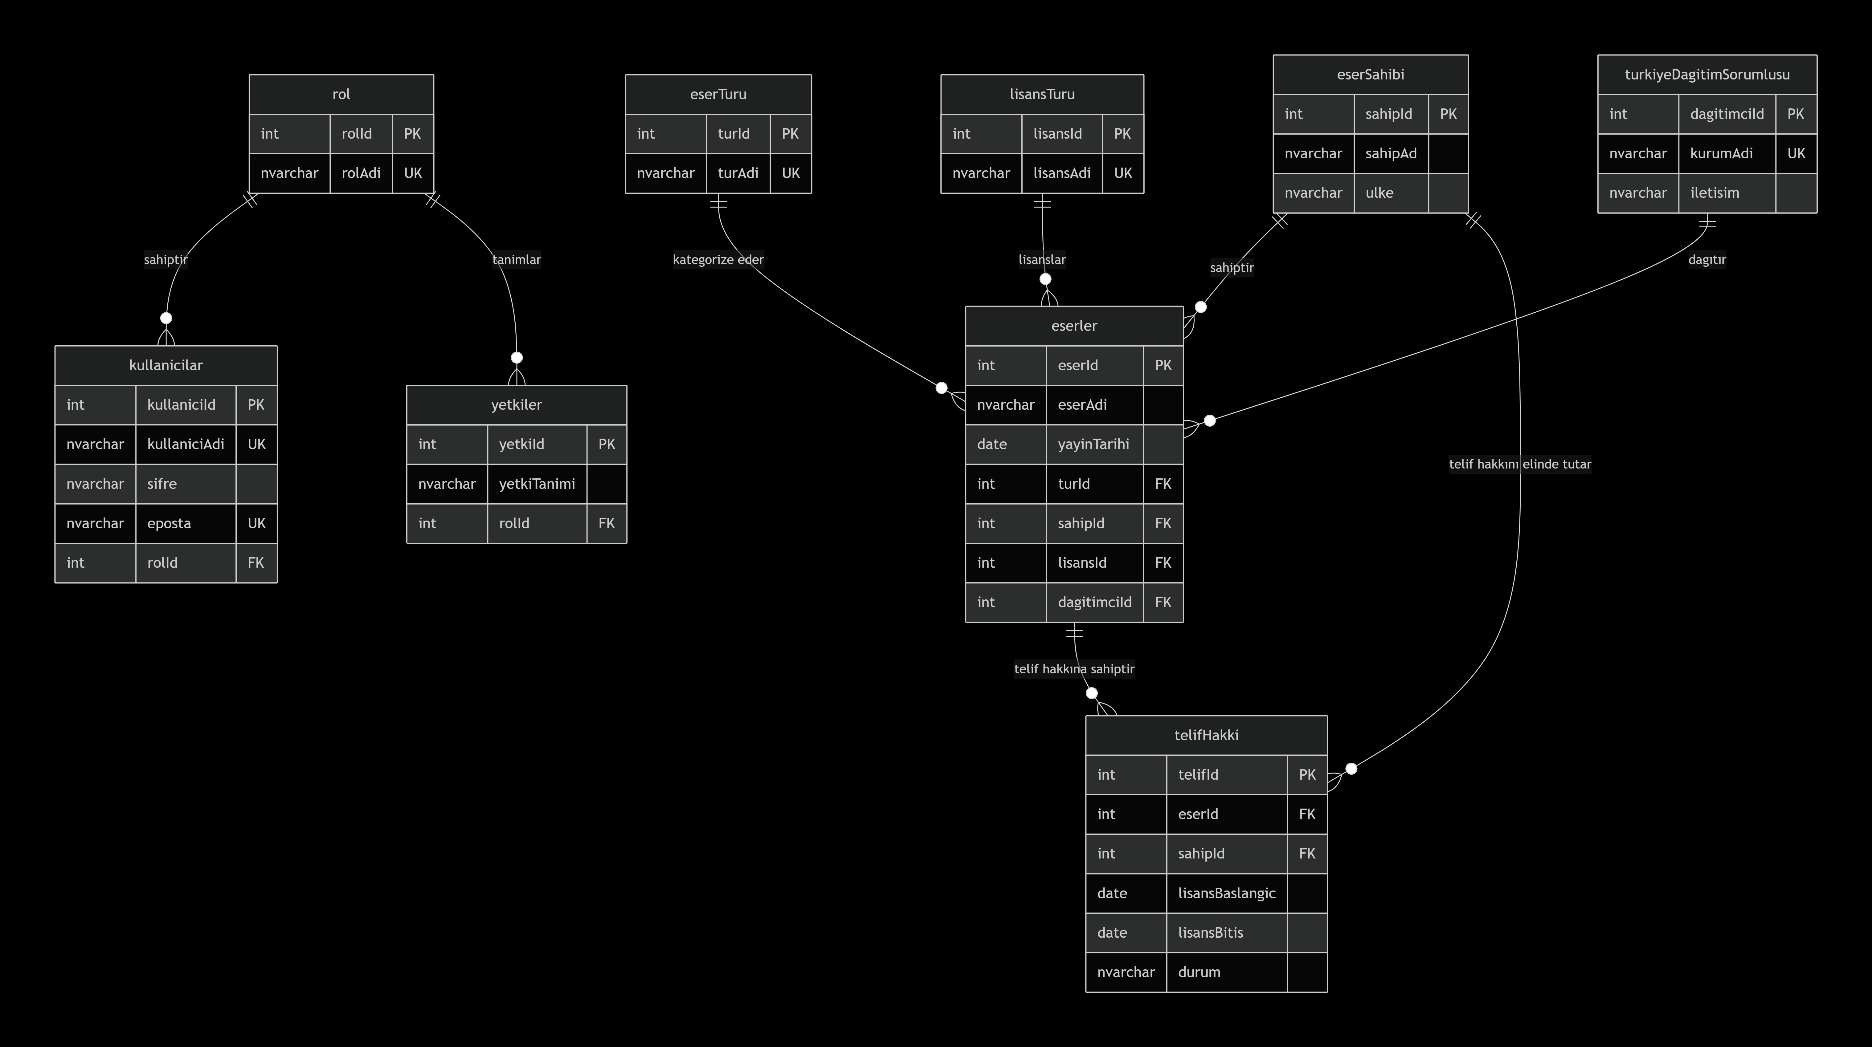 rol
int rolId PK
nvarchar rolAdi UK
eserTuru
int turId PK
nvarchar turAdi UK
lisansTuru
int lisansId PK
nvarchar lisansAdi UK
eserSahibi
int sahipId PK
nvarchar sahipAd
nvarchar ulke
turkiyeDagitimSorumlusu
int dagitimciId PK
nvarchar kurumAdi UK
nvarchar iletisim
sahiptir
tanimlar
kategorize eder
lisanslar
sahiptir
dagıtır
kullanicilar
int kullaniciId PK
nvarchar kullaniciAdi UK
nvarchar sifre
nvarchar eposta UK
int rolId FK
yetkiler
int yetkiId PK
nvarchar yetkiTanimi
int rolId FK
eserler
int eserId PK
nvarchar eserAdi
date yayinTarihi
int turId FK
int sahipId FK
int lisansId FK
int dagitimciId FK
telif hakkını elinde tutar
telif hakkına sahiptir
telifHakki
int telifId PK
int eserId FK
int sahipId FK
date lisansBaslangic
date lisansBitis
nvarchar durum